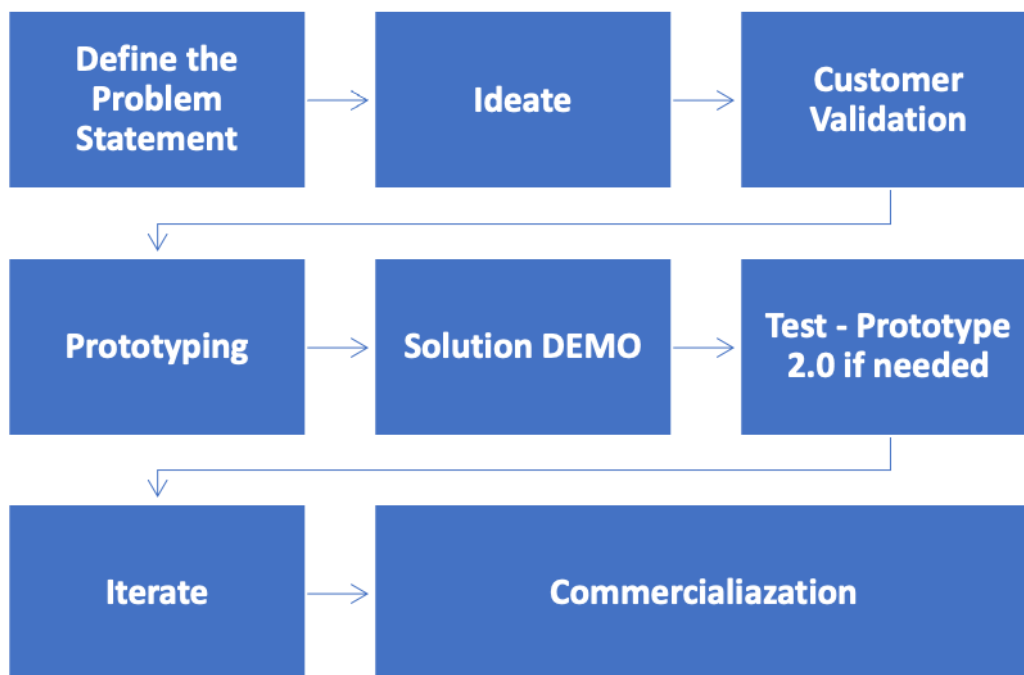 Define the
Problem
Statement
Ideate
Customer
Validation
Prototyping
Solution DEMO
Test - Prototype
2.0 if needed
Iterate
Commercialiazation